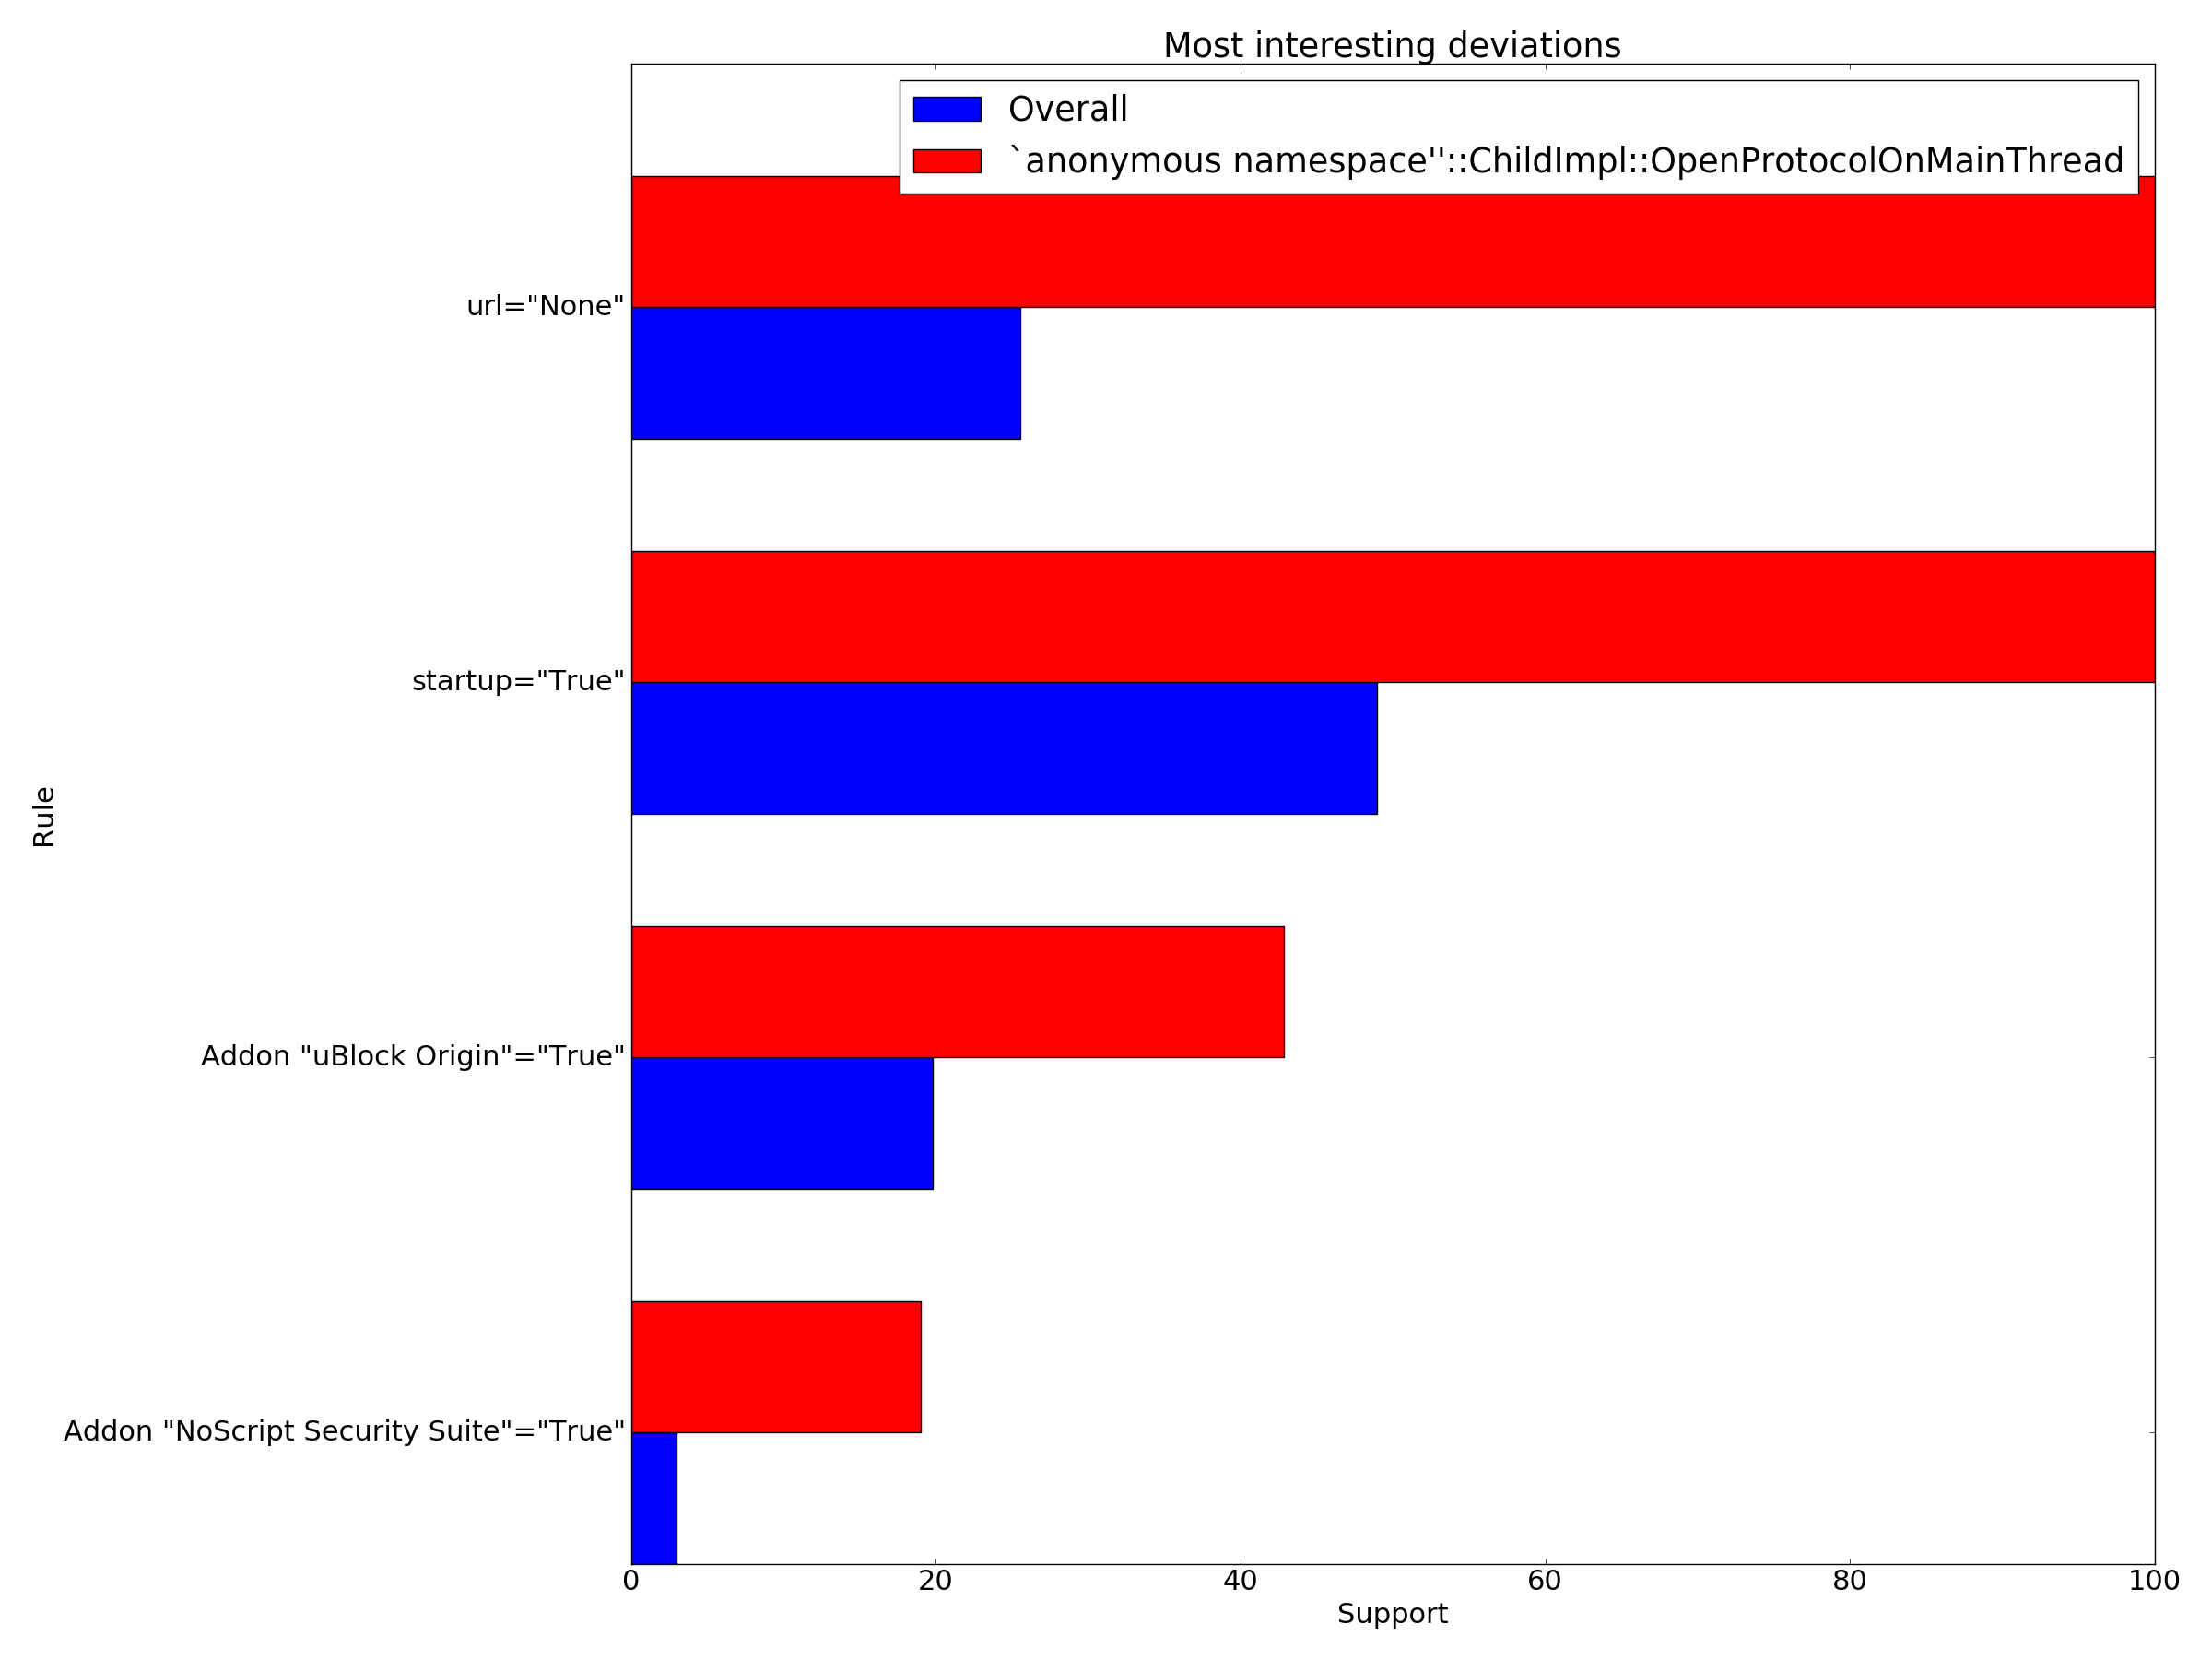 Most interesting deviations
Overall
`anonymous namespace''::ChildImpl::OpenProtocolOnMainThread
url="None"
startup="True"
Rule
Addon "uBlock Origin"="True"
Addon "NoScript Security Suite"="True"
0 20 40 60 80 100
Support